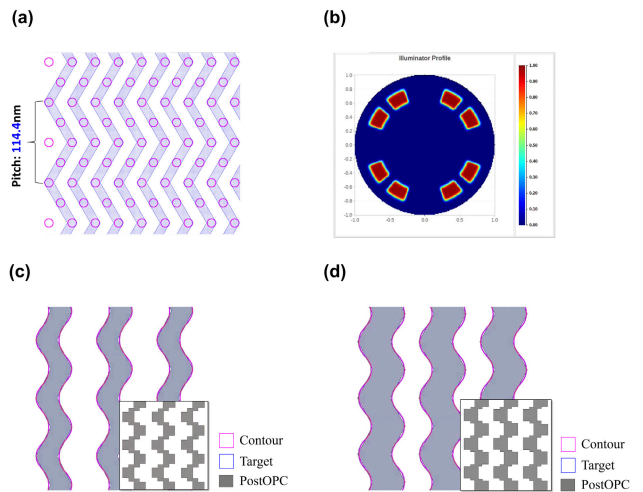 (a)
Pitch: 114.4nm
(b)
Illuminator Profile
1.0
0.8
0.6
0.4
0.2
0.0
-0.2
-0.4
-0.6
-0.8
-1.0
-1.0 -0.5 0.0 0.5 1.0
1.00
0.90
0.80
0.70
0.60
0.50
0.40
0.30
0.20
0.10
0.00
(c)
Contour
Target
PostOPC
(d)
Contour
Target
PostOPC